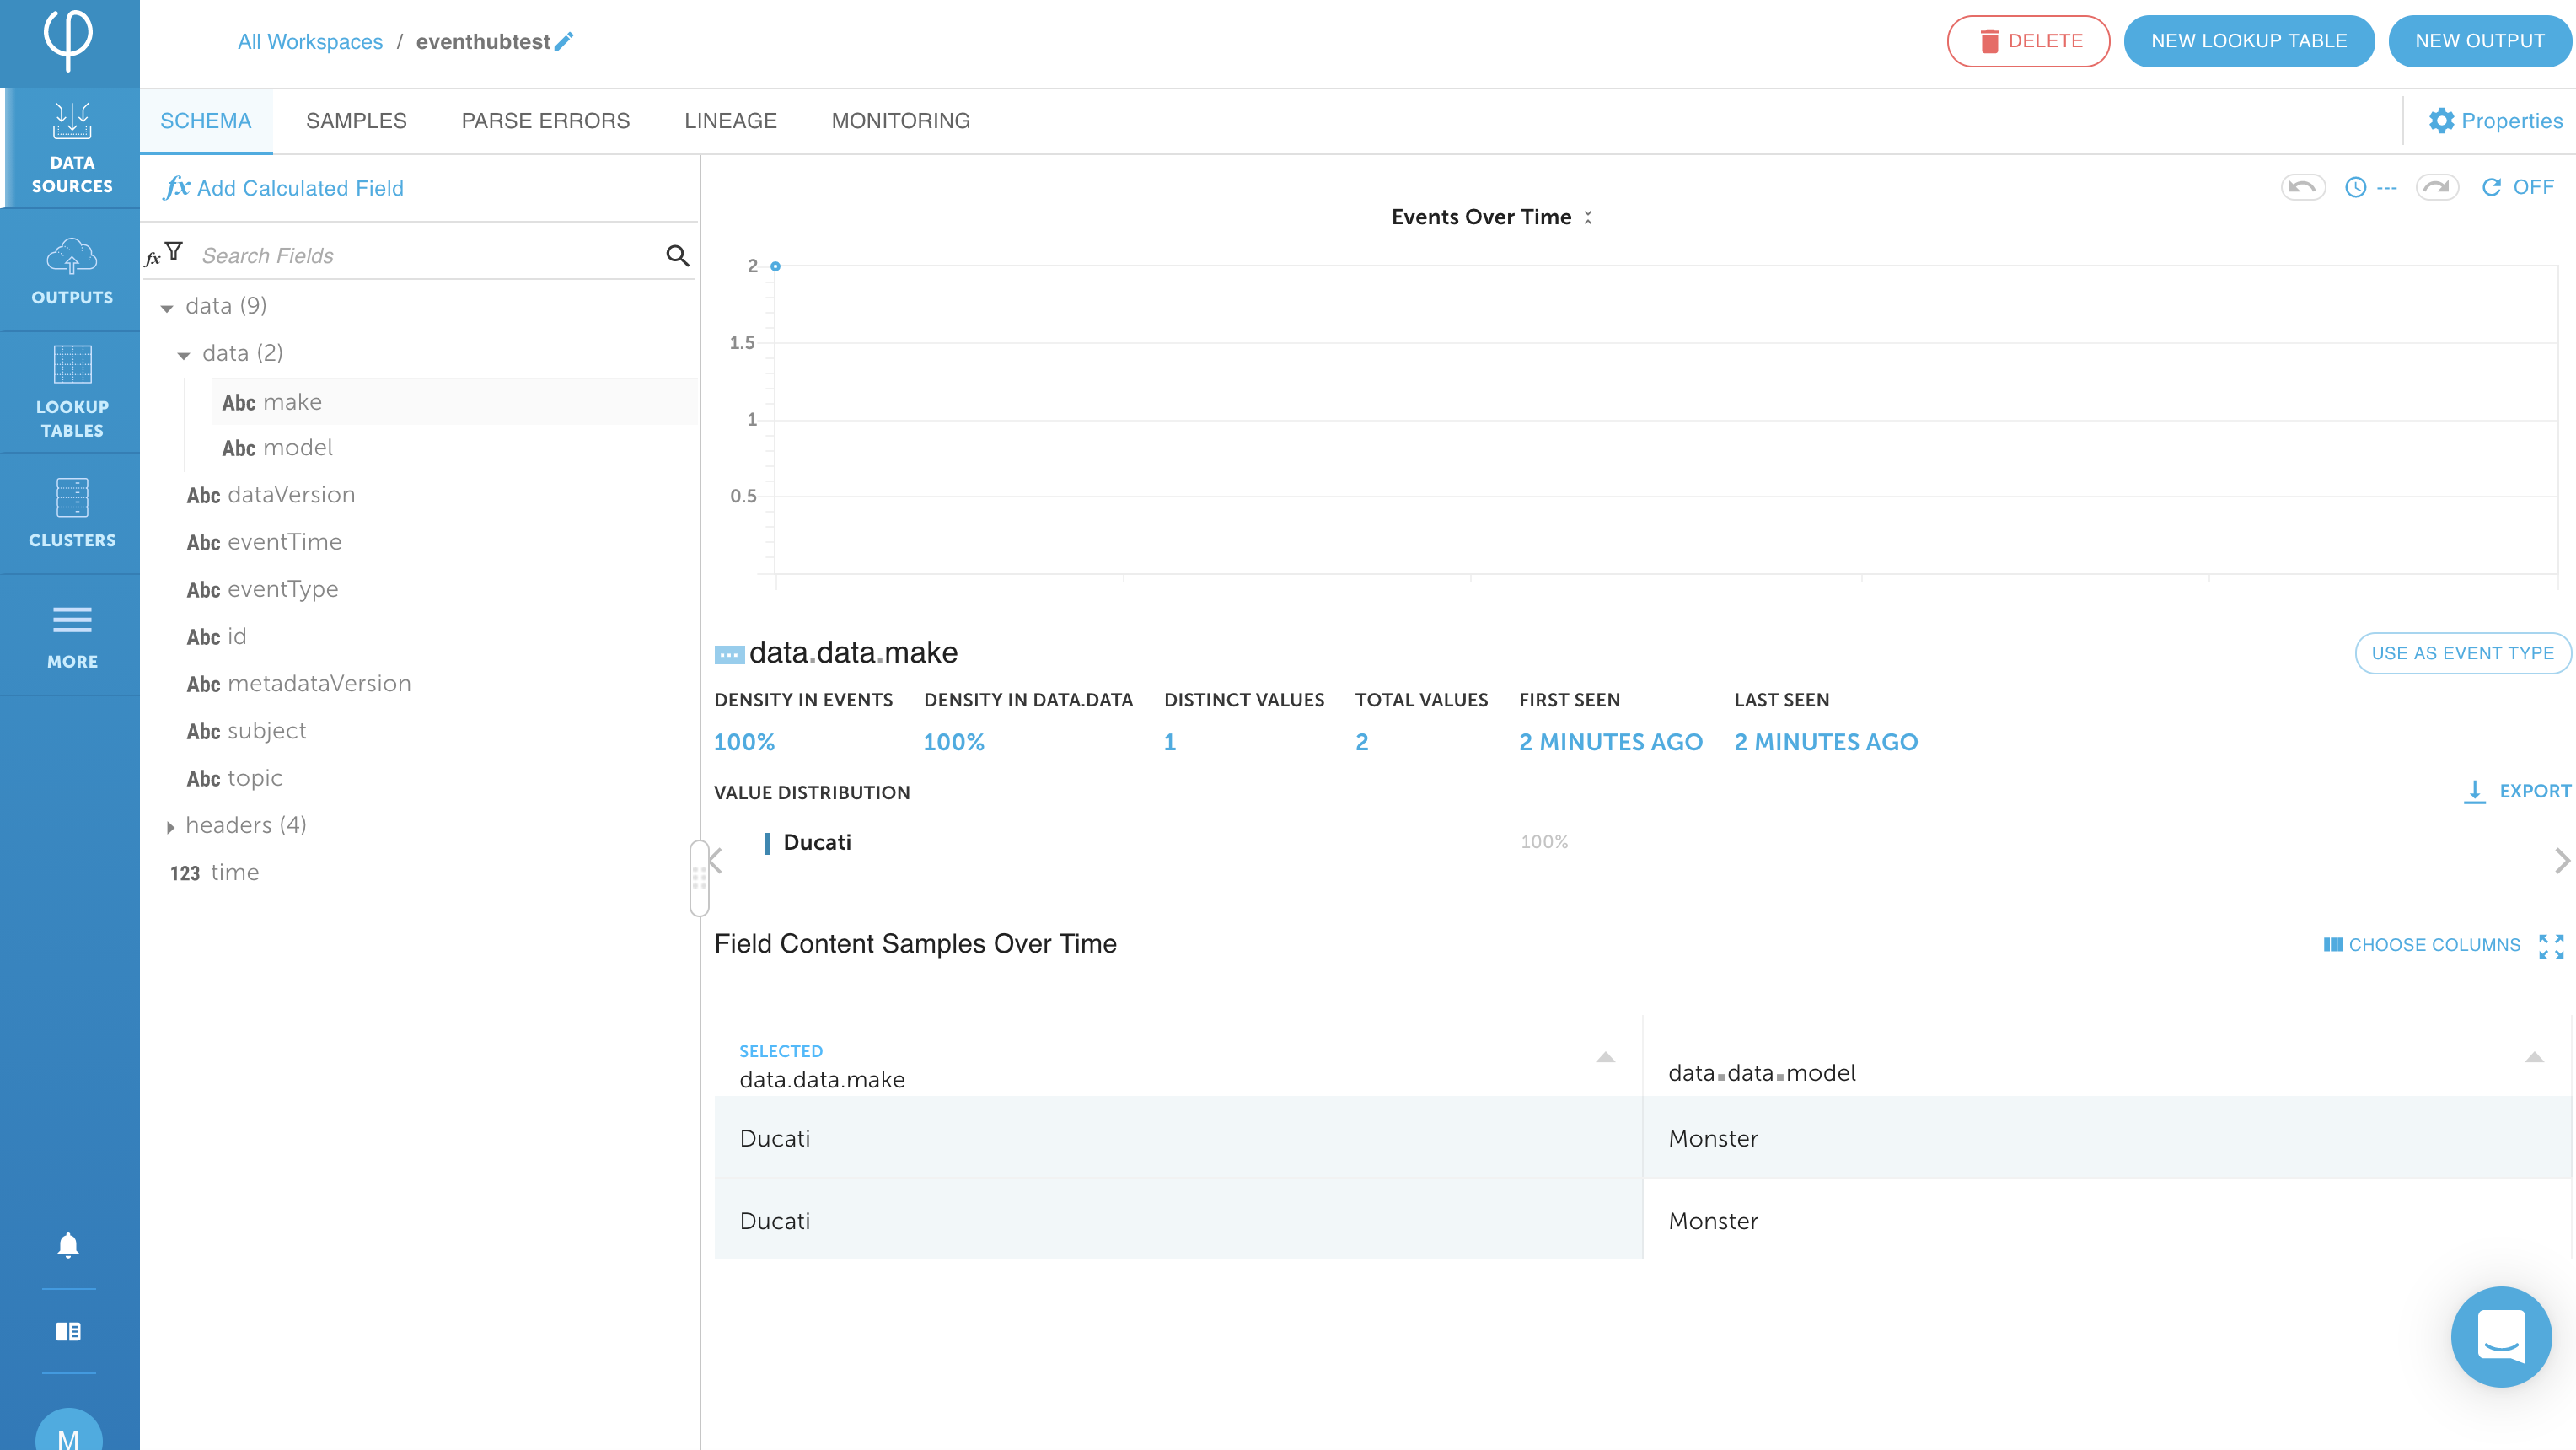 All Workspaces / eventhubtest
DELETE
NEW LOOKUP TABLE
NEW OUTPUT
DATA
SOURCES
OUTPUTS
LOOKUP
TABLES
CLUSTERS
MORE
M
SCHEMA SAMPLES PARSE ERRORS LINEAGE MONITORING
Properties
fx Add Calculated Field
fx Search Fields
data (9)
data (2)
Abc make
Abc model
Abc dataVersion
Abc eventTime
Abc eventType
Abc id
Abc metadataVersion
Abc subject
Abc topic
headers (4)
123 time
--- OFF
Events Over Time
2
1.5
1
0.5
data.data.make
USE AS EVENT TYPE
DENSITY IN EVENTS DENSITY IN DATA.DATA DISTINCT VALUES TOTAL VALUES FIRST SEEN LAST SEEN
100% 100% 1 2 2 MINUTES AGO 2 MINUTES AGO
VALUE DISTRIBUTION
EXPORT
Ducati 100%
Field Content Samples Over Time
CHOOSE COLUMNS
SELECTED
data.data.make
data.data.model
Ducati Monster
Ducati Monster